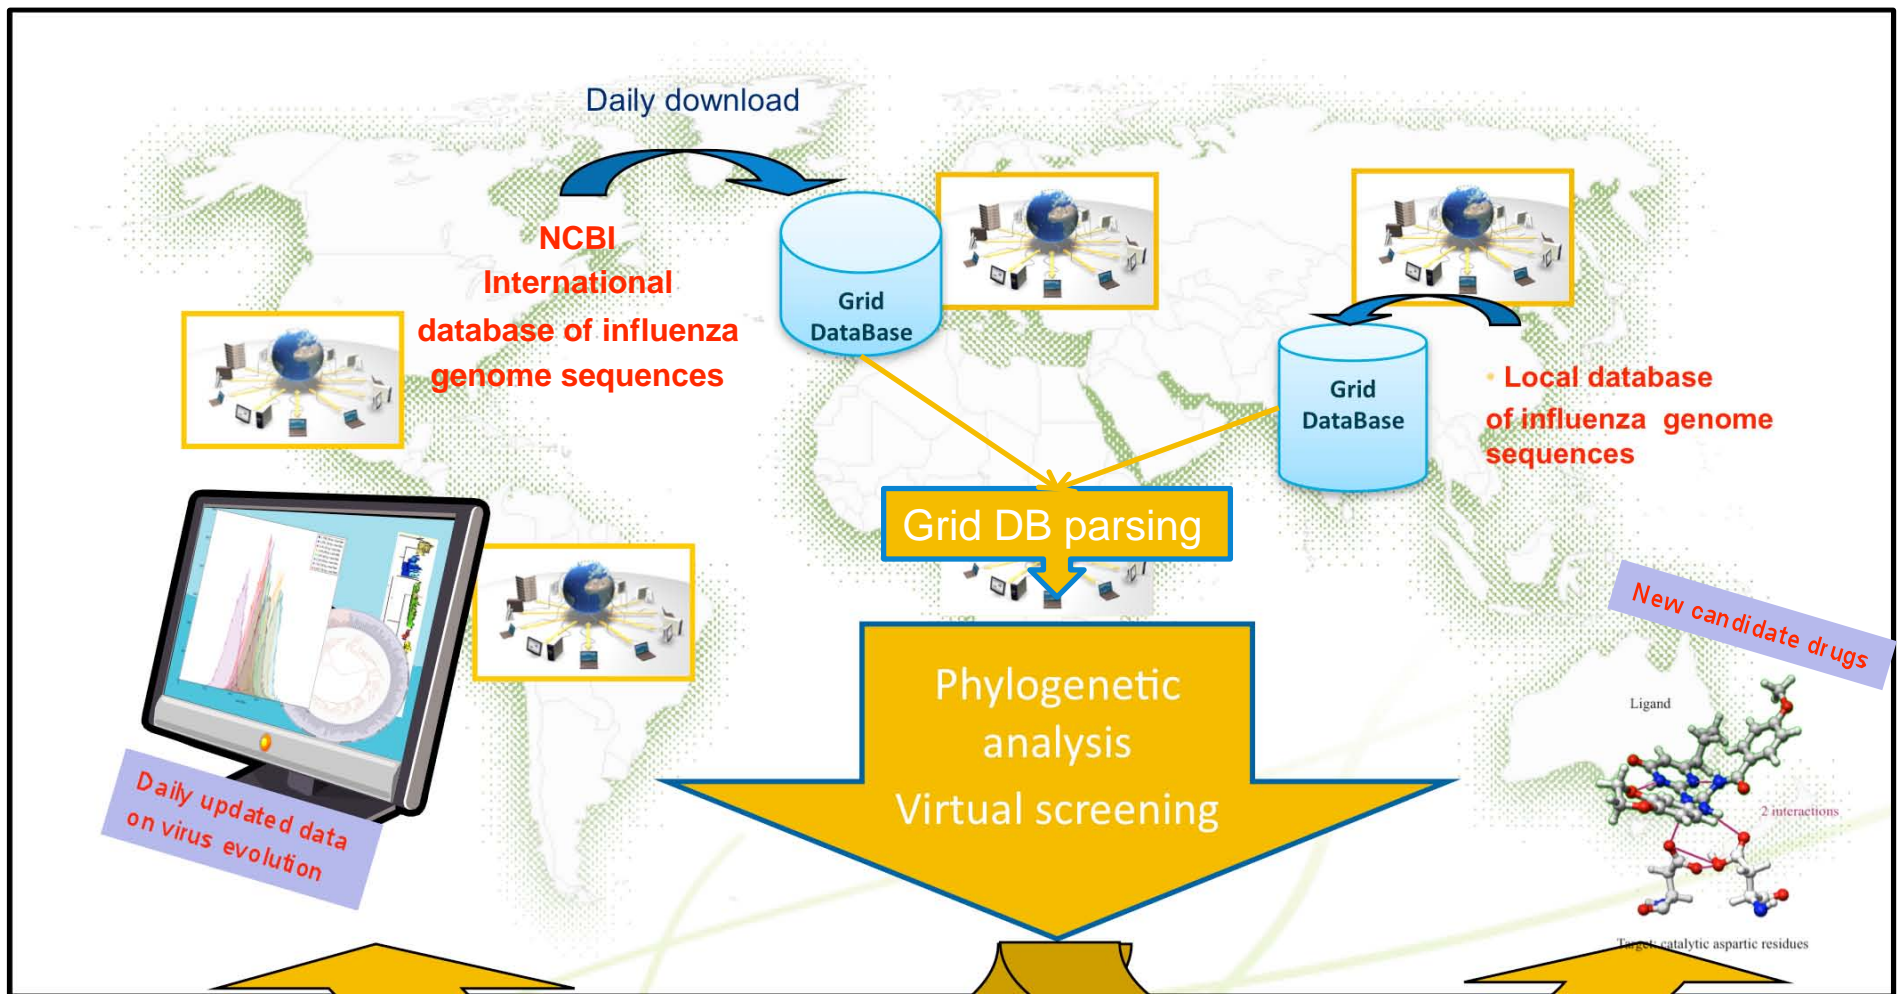 Daily download
NCBI
International
database of influenza
genome sequences
Grid
DataBase
Grid
DataBase
• Local database
of influenza genome
sequences
Grid DB parsing
New candidate drugs
Phylogenetic
analysis
Virtual screening
Ligand
2 interactions
Target: catalytic aspartic residues
Daily updated data
on virus evolution